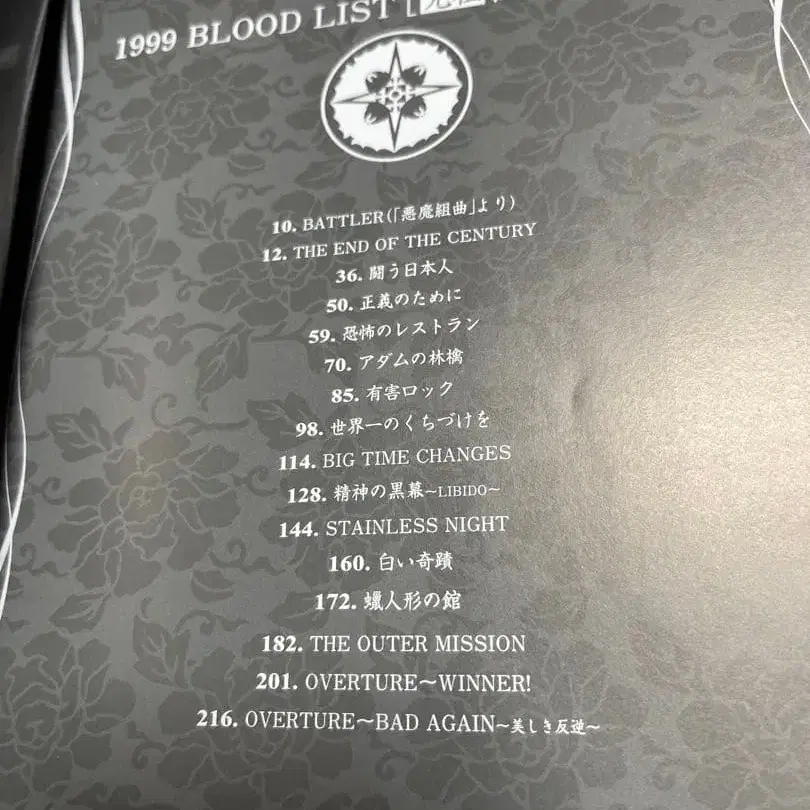 1999 BLOOD LIST [
10. BATTLER(「悪魔組曲」より)
12. THE END OF THE CENTURY
36. 闘う日本人
50. 正義のために
59. 恐怖のレストラン
70. アダムの林檎
85. 有害ロック
98. 世界一のくちづけを
114. BIG TIME CHANGES
128. 精神の黒幕~LIBIDO~
144. STAINLESS NIGHT
160. 白い奇蹟
172. 蠟人形の館
182. THE OUTER MISSION
201. OVERTURE~WINNER!
216. OVERTURE~BAD AGAIN~美しき反逆~